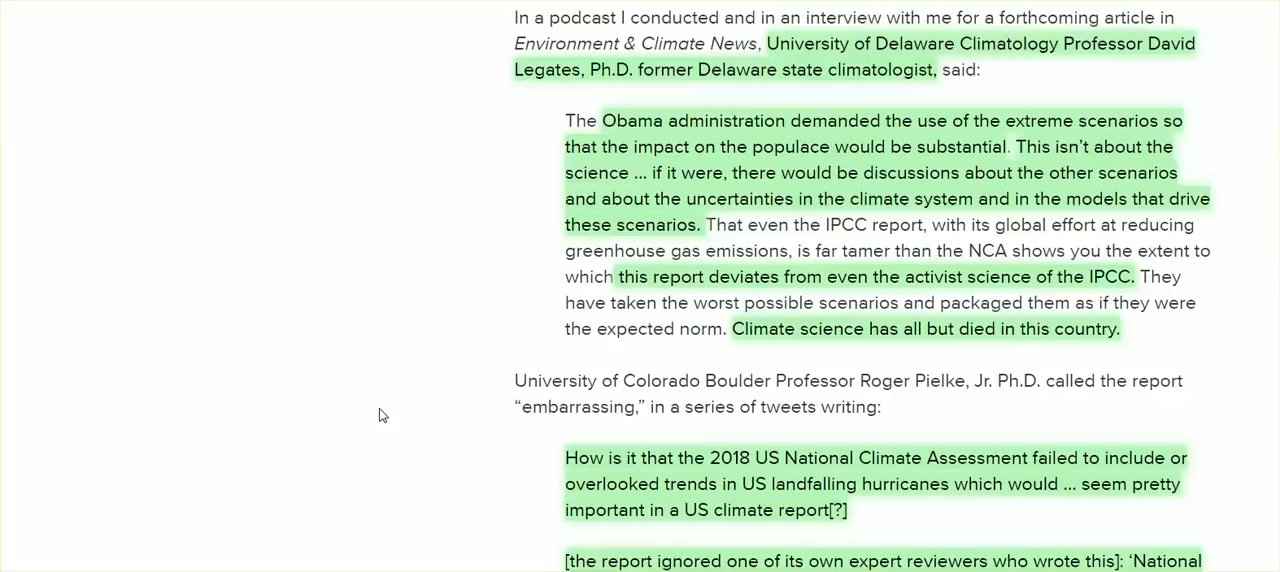 In a podcast I conducted and in an interview with me for a forthcoming article in
Environment & Climate News, University of Delaware Climatology Professor David
Legates, Ph.D. former Delaware state climatologist, said:
The Obama administration demanded the use of the extreme scenarios so
that the impact on the populace would be substantial. This isn’t about the
science ... if it were, there would be discussions about the other scenarios
and about the uncertainties in the climate system and in the models that drive
these scenarios. That even the IPCC report, with its global effort at reducing
greenhouse gas emissions, is far tamer than the NCA shows you the extent to
which this report deviates from even the activist science of the IPCC. They
have taken the worst possible scenarios and packaged them as if they were
the expected norm. Climate science has all but died in this country.
University of Colorado Boulder Professor Roger Pielke, Jr. Ph.D. called the report
“embarrassing,” in a series of tweets writing:
How is it that the 2018 US National Climate Assessment failed to include or
overlooked trends in US landfalling hurricanes which would ... seem pretty
important in a US climate report[?]
[the report ignored one of its own expert reviewers who wrote this]: ‘National